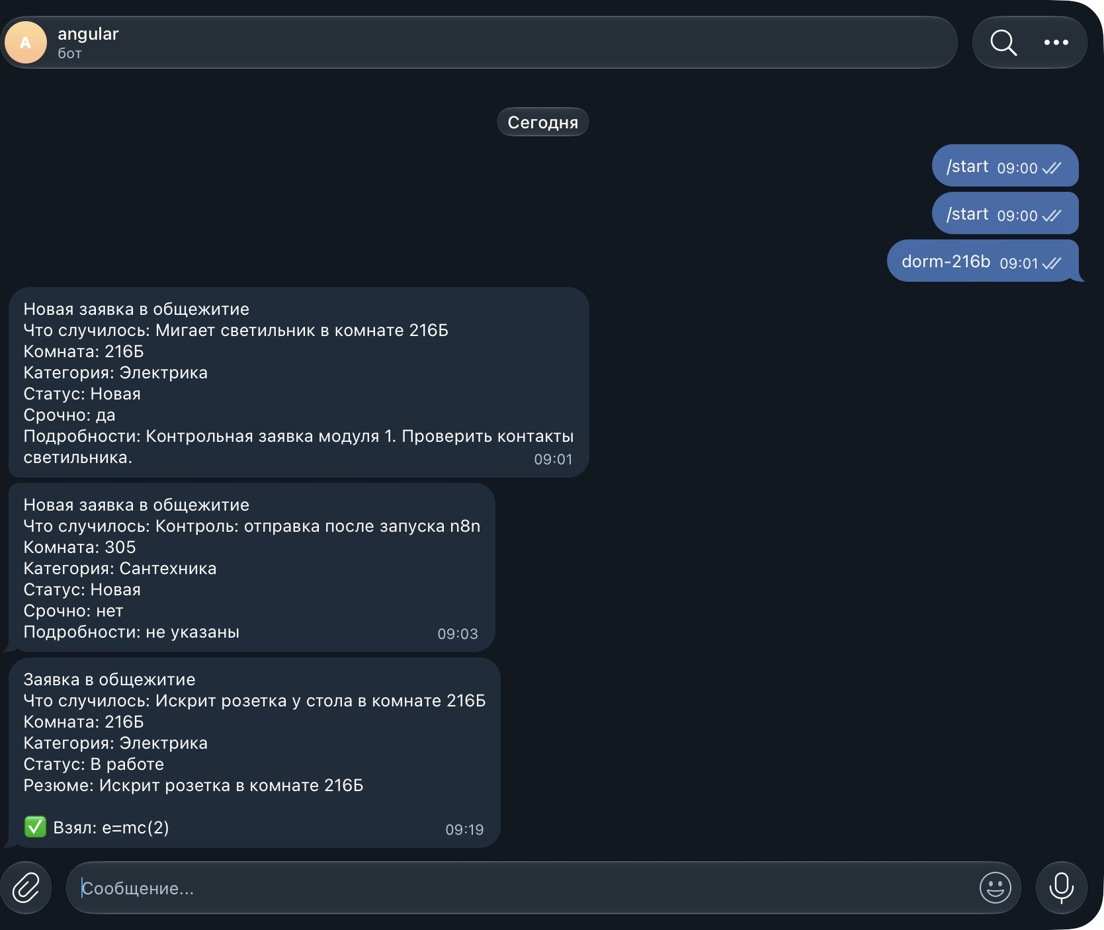 A
angular
бот
Сегодня
/start 09:00
/start 09:00
dorm-216b 09:01
Новая заявка в общежитие
Что случилось: Мигает светильник в комнате 216Б
Комната: 216Б
Категория: Электрика
Статус: Новая
Срочно: да
Подробности: Контрольная заявка модуля 1. Проверить контакты
светильника.
09:01
Новая заявка в общежитие
Что случилось: Контроль: отправка после запуска n8n
Комната: 305
Категория: Сантехника
Статус: Новая
Срочно: нет
Подробности: не указаны
09:03
Заявка в общежитие
Что случилось: Искрит розетка у стола в комнате 216Б
Комната: 216Б
Категория: Электрика
Статус: В работе
Резюме: Искрит розетка в комнате 216Б
✅ Взял: e=mc(2)
09:19
Сообщение...